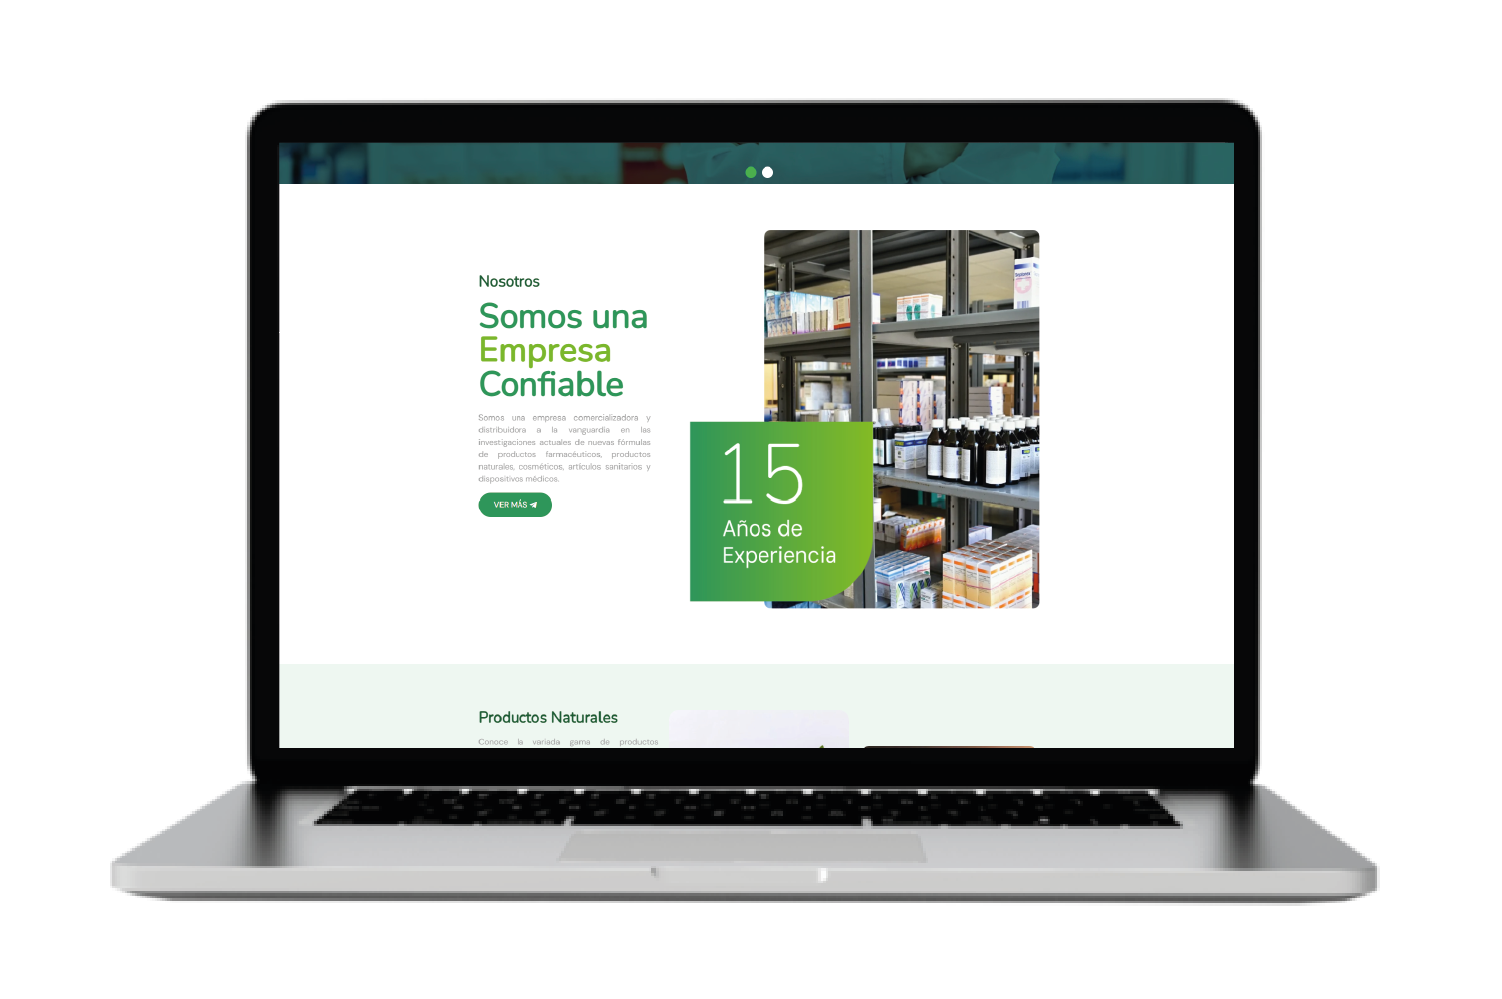 Nosotros
Somos una
Empresa
Confiable
Somos una empresa comercializadora y
distribuidora a la vanguardia en las
investigaciones actuales de nuevas fórmulas
de productos farmacéuticos, productos
naturales, cosméticos, artículos sanitarios y
dispositivos médicos.
VER MÁS
15
Años de
Experiencia
Productos Naturales
Conoce la variada gama de productos